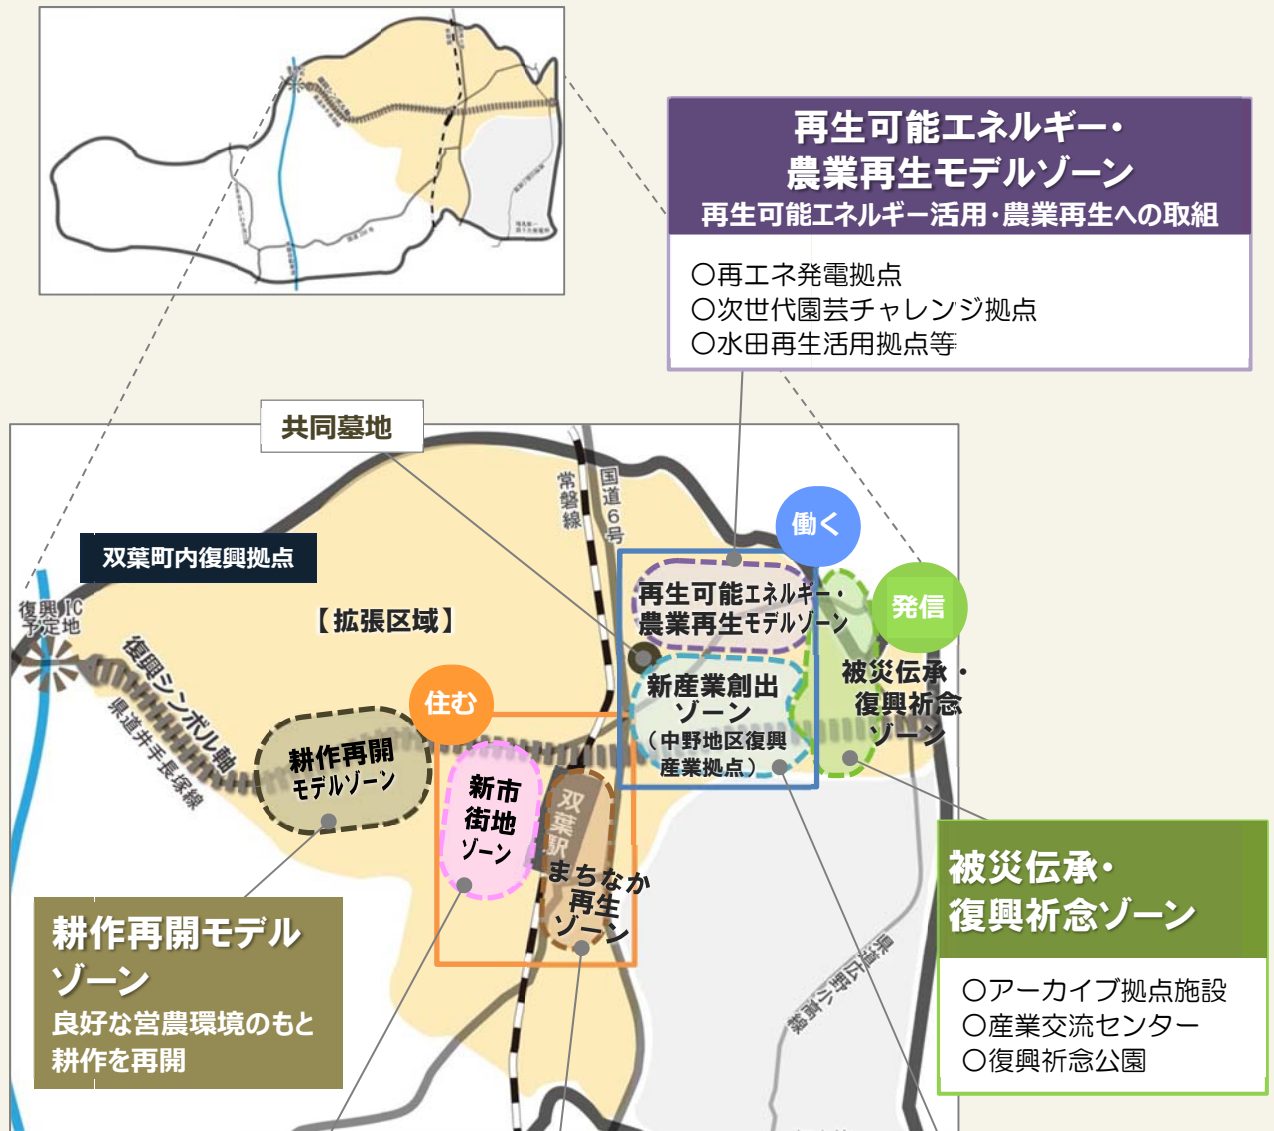 再生可能エネルギー・
農業再生モデルゾーン
再生可能エネルギー活用・農業再生への取組
〇再エネ発電拠点
〇次世代園芸チャレンジ拠点
〇水田再生活用拠点等
共同墓地
双葉町内復興拠点
常磐線
国道６号
働く
発信
復興IC
予定地
【拡張区域】
再生可能エネルギー・
農業再生モデルゾーン
復興シンボル軸
県道井手長塚線
住む
新産業創出
ゾーン
（中野地区復興
産業拠点）
被災伝承・
復興祈念
ゾーン
耕作再開
モデルゾーン
新市
街地
ゾーン
双葉駅
まちなか
再生
ゾーン
県道広野小高線
耕作再開モデル
ゾーン
良好な営農環境のもと
耕作を再開
被災伝承・
復興祈念ゾーン
〇アーカイブ拠点施設
〇産業交流センター
〇復興祈念公園